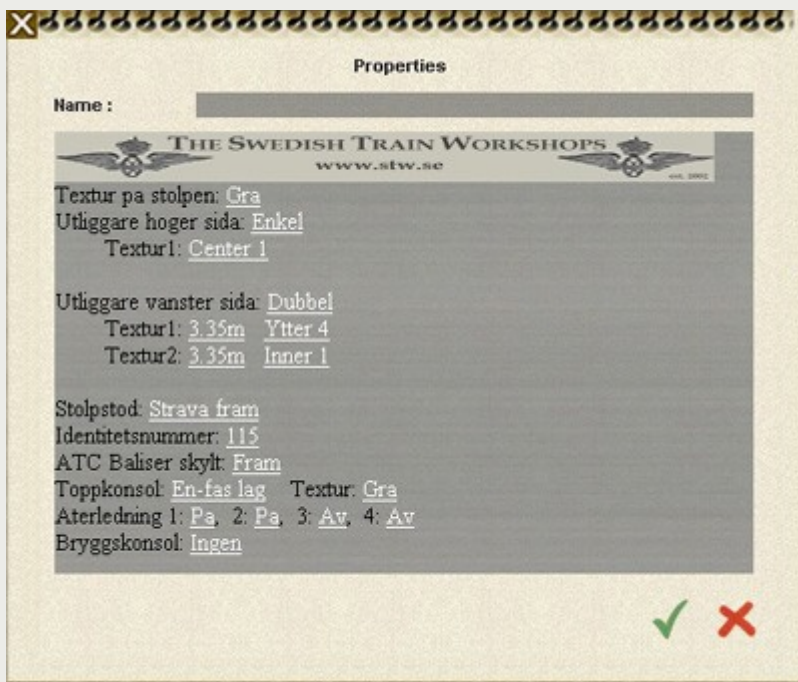 Properties
Name :
THE SWEDISH TRAIN WORKSHOPS
www.stw.se
est. 2002
Textur pa stolpen: Gra
Utliggare hoger sida: Enkel
Textur1: Center 1
Utliggare vanster sida: Dubbel
Textur1: 3.35m Ytter 4
Textur2: 3.35m Inner 1
Stolpstod: Strava fram
Identitetsnummer: 115
ATC Baliser skylt: Fram
Toppkonsol: En-fas lag Textur: Gra
Aterledning 1: Pa, 2: Pa, 3: Av, 4: Av
Bryggskonsol: Ingen